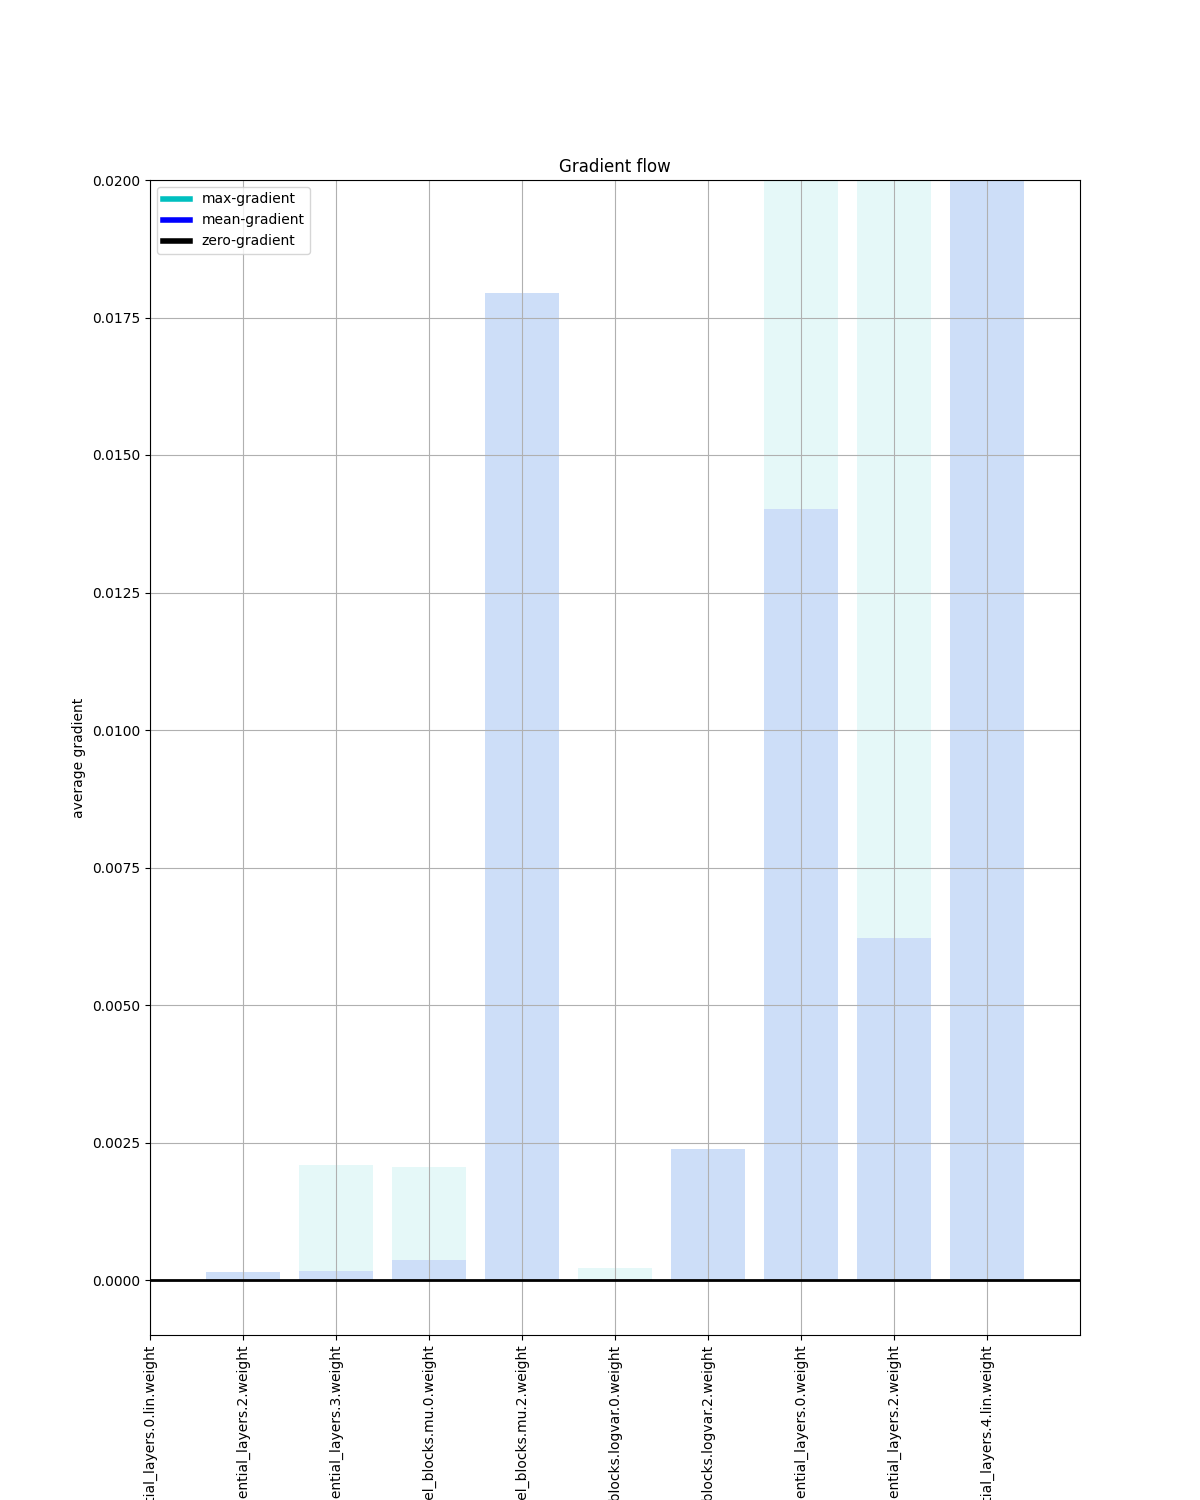 Gradient flow
max-gradient
mean-gradient
zero-gradient
0.0200
0.0175
0.0150
0.0125
0.0100
0.0075
0.0050
0.0025
0.0000
average gradient
tial_layers.0.lin.weight
ential_layers.2.weight
ential_layers.3.weight
el_blocks.mu.0.weight
el_blocks.mu.2.weight
blocks.logvar.0.weight
blocks.logvar.2.weight
ential_layers.0.weight
ential_layers.2.weight
tial_layers.4.lin.weight